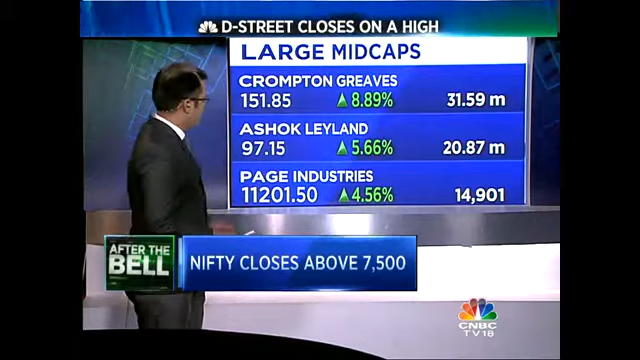 D-STREET CLOSES ON A HIGH
LARGE MIDCAPS
CROMPTON GREAVES
151.85 ▲8.89% 31.59 m
ASHOK LEYLAND
97.15 ▲5.66% 20.87 m
PAGE INDUSTRIES
11201.50 ▲4.56% 14,901
AFTER THE
BELL
NIFTY CLOSES ABOVE 7,500
CNBC
TV18